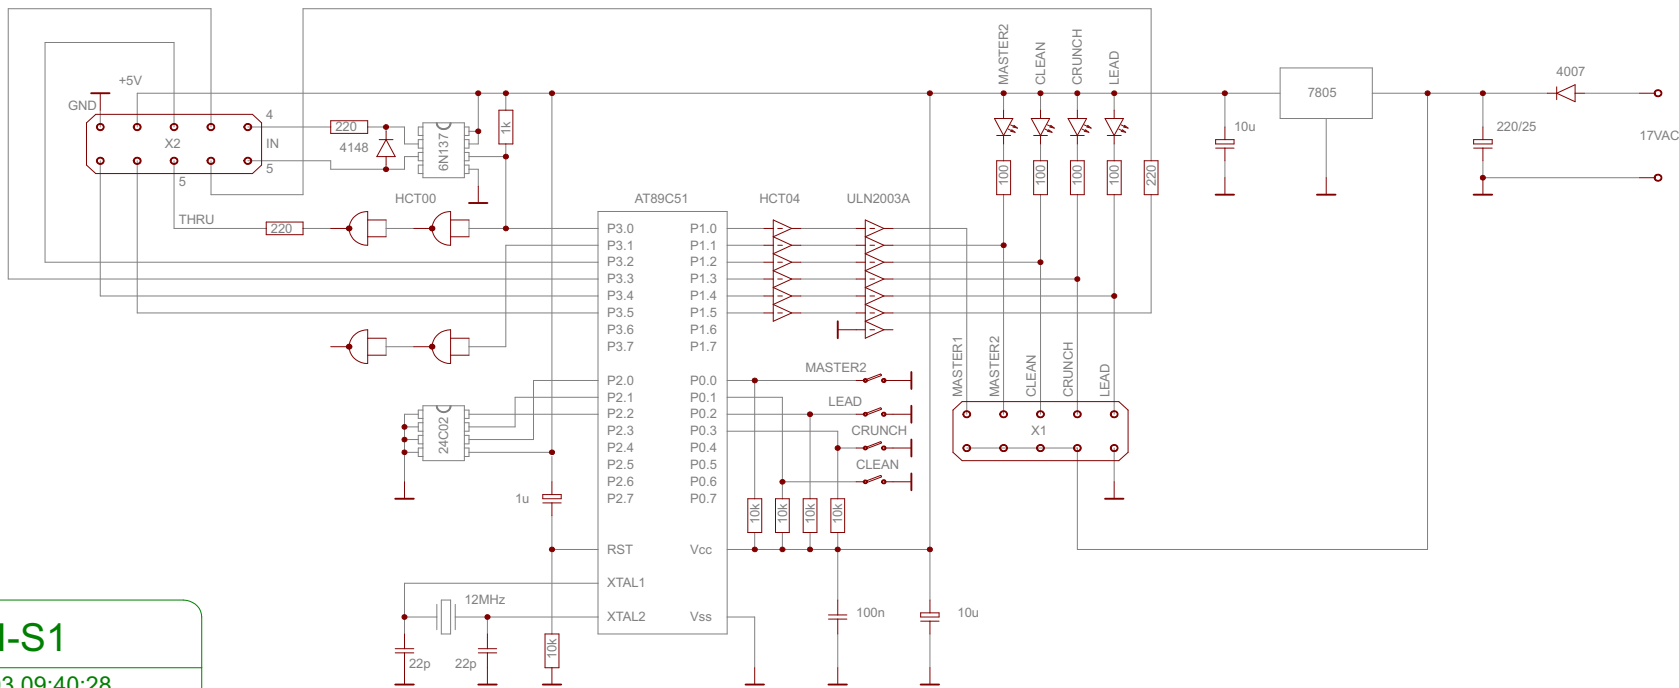 MASTER2
CLEAN
CRUNCH
LEAD
+5V
GND
4
X2
IN
5
5
220
4148
6N137
1k
7805
4007
10u
220/25
17VAC
100
100
100
100
220
THRU
220
HCT00
AT89C51
HCT04
ULN2003A
P3.0 P1.0
P3.1 P1.1
P3.2 P1.2
P3.3 P1.3
P3.4 P1.4
P3.5 P1.5
P3.6 P1.6
P3.7 P1.7
P2.0 P0.0
P2.1 P0.1
P2.2 P0.2
P2.3 P0.3
P2.4 P0.4
P2.5 P0.5
P2.6 P0.6
P2.7 P0.7
RST Vcc
XTAL1
XTAL2 Vss
24C02
1u
12MHz
22p
22p
10k
MASTER2
LEAD
CRUNCH
CLEAN
10k
10k
10k
10k
100n
10u
MASTER1
MASTER2
CLEAN
CRUNCH
LEAD
X1
-S1
3 09:40:28